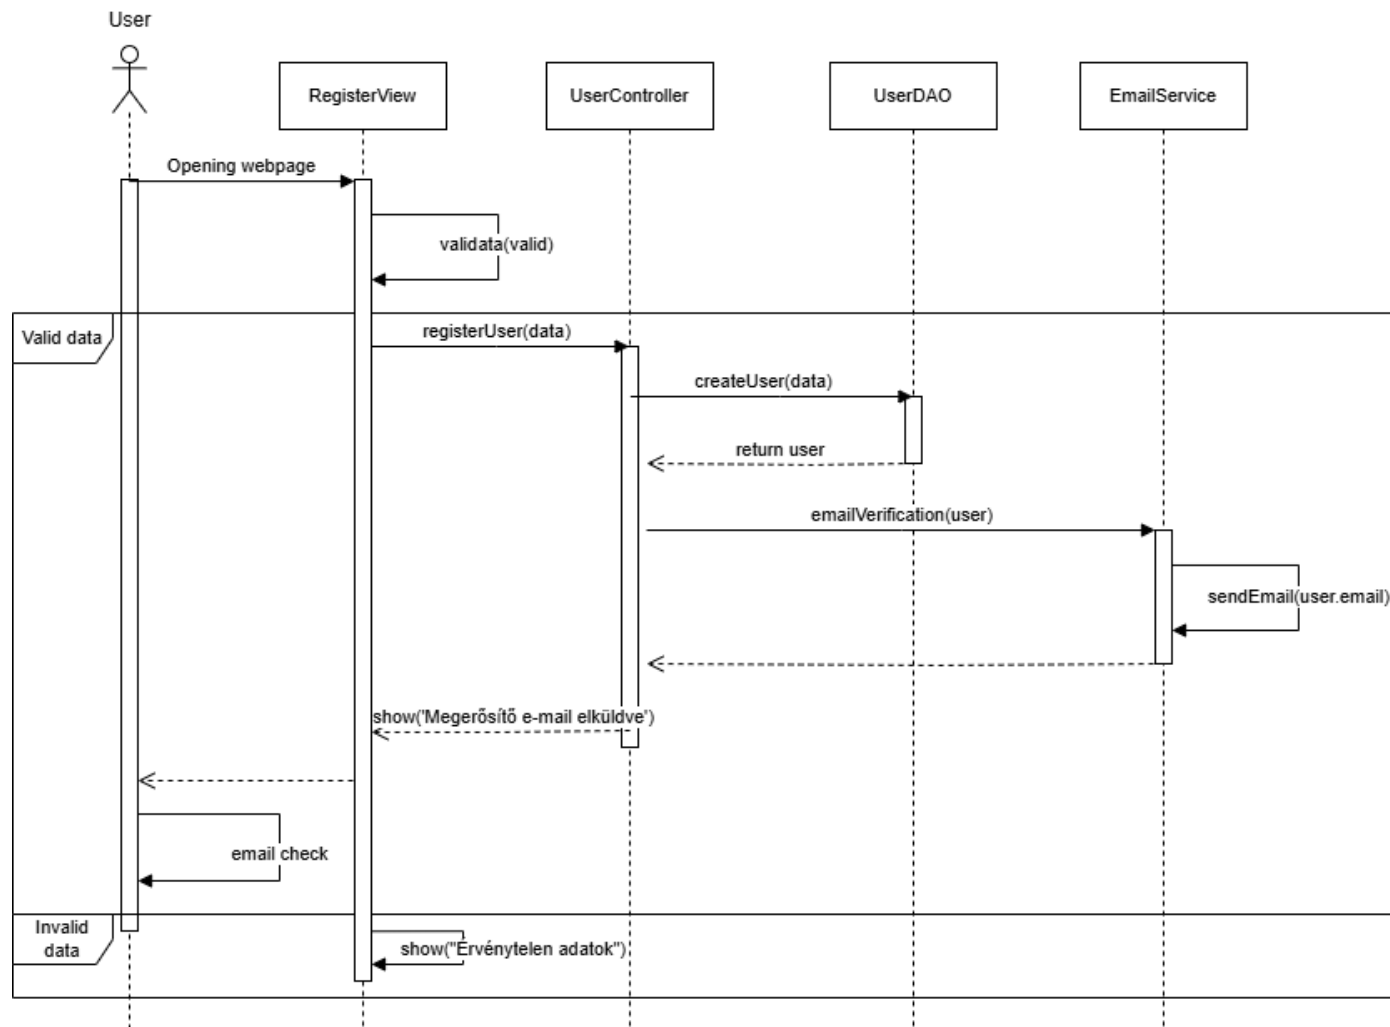 User
RegisterView
UserController
UserDAO
EmailService
Opening webpage
validata(valid)
Valid data
registerUser(data)
createUser(data)
return user
emailVerification(user)
sendEmail(user.email)
show('Megerősítő e-mail elküldve')
email check
Invalid
data
show("Érvénytelen adatok")